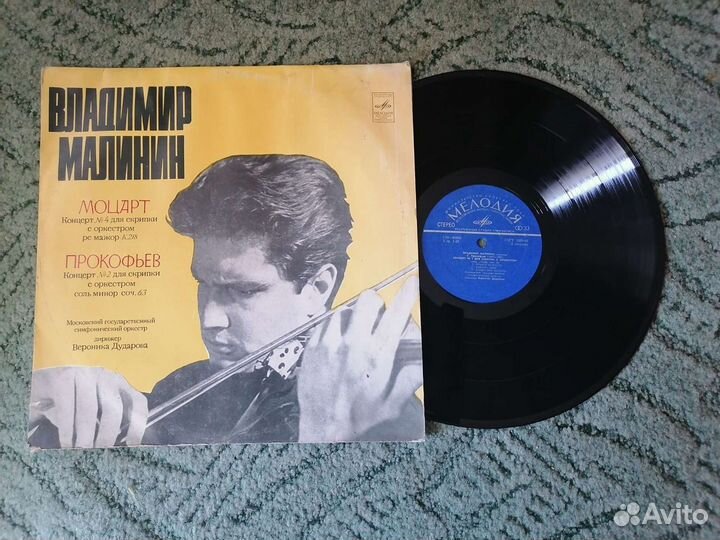 ВЛАДИМИР
МАЛИНИН
МОЦАРТ
Концерт №4 для скрипки
с оркестром
ре мажор К.218
ПРОКОФЬЕВ
Концерт №2 для скрипки
с оркестром
соль минор соч. 63
Московский государственный
симфонический оркестр
дирижер
Вероника Дударова
МЕЛОДИЯ
СТЕРЕО
33
Avito